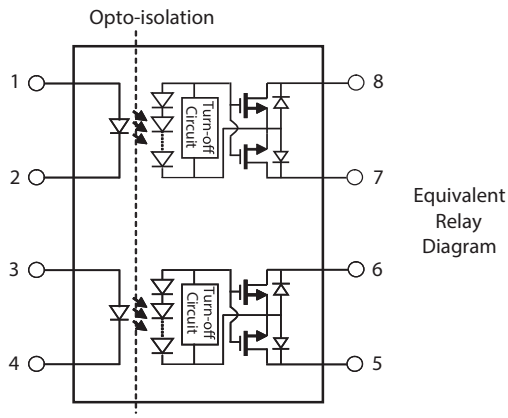 Opto-isolation
1
8
Turn-off
Circuit
2
7
Equivalent
Relay
Diagram
3
6
Turn-off
Circuit
4
5